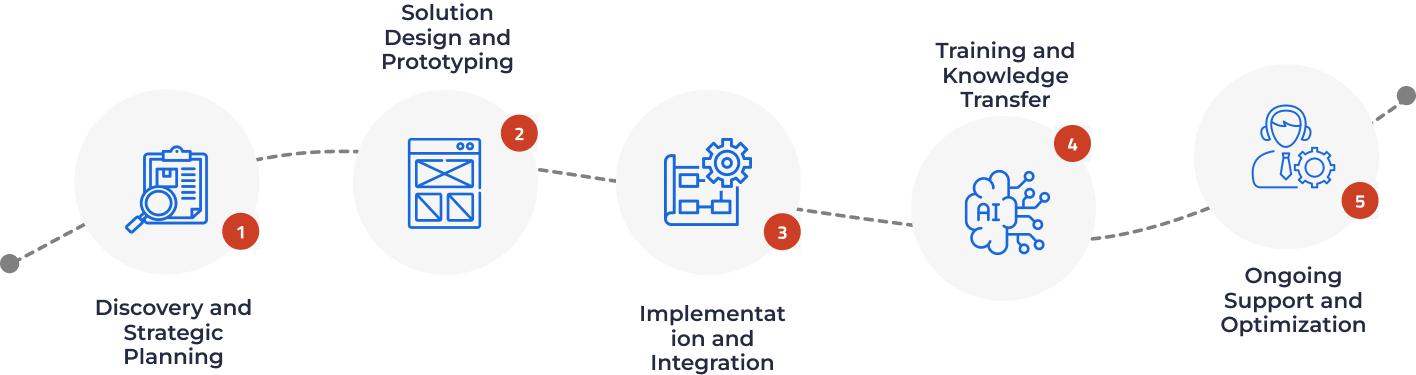 Discovery and
Strategic
Planning
1
Solution
Design and
Prototyping
2
Implementat
ion and
Integration
3
Training and
Knowledge
Transfer
4
AI
Ongoing
Support and
Optimization
5